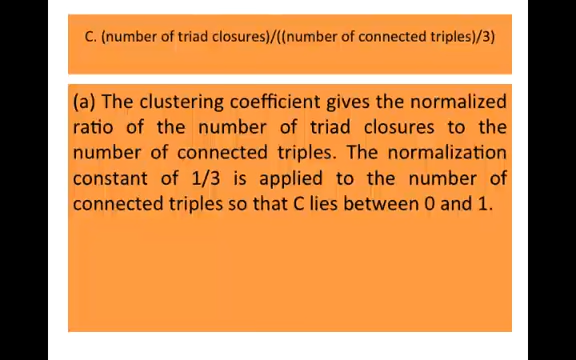 C. (number of triad closures)/((number of connected triples)/3)
(a) The clustering coefficient gives the normalized
ratio of the number of triad closures to the
number of connected triples. The normalization
constant of 1/3 is applied to the number of
connected triples so that C lies between 0 and 1.